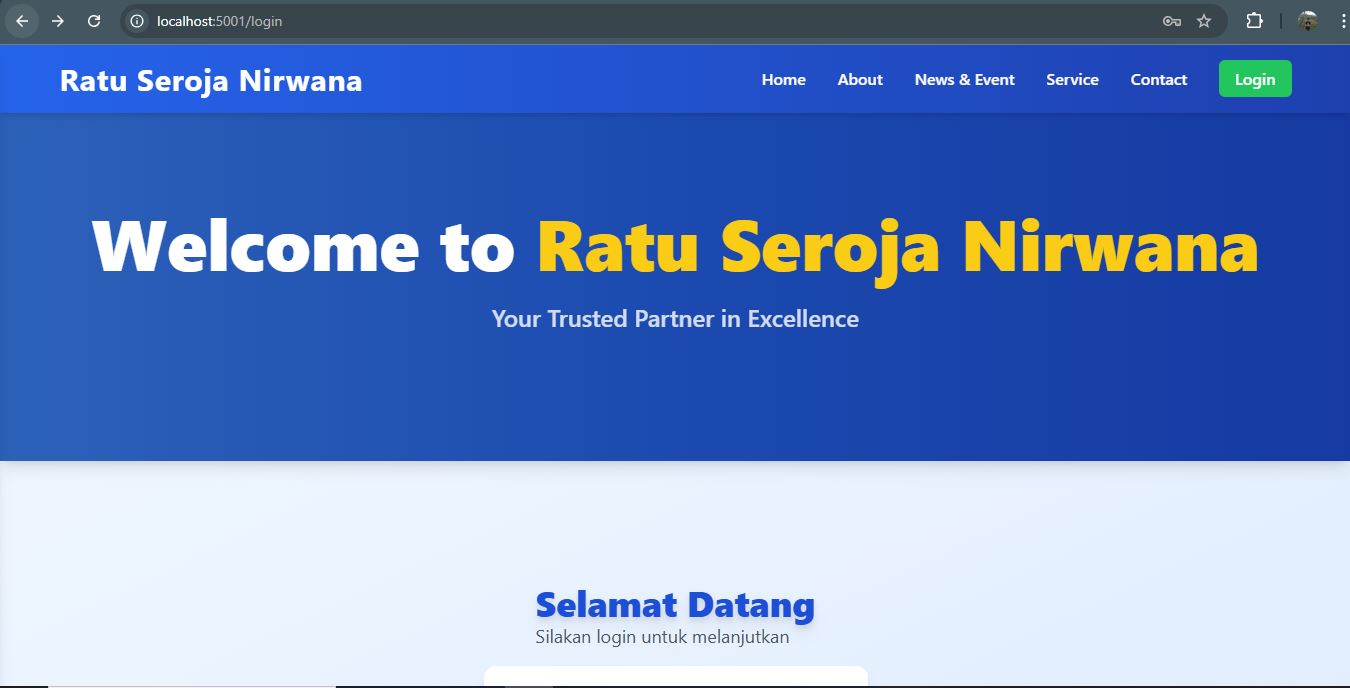 localhost:5001/login
Ratu Seroja Nirwana
Home
About
News & Event
Service
Contact
Login
Welcome to Ratu Seroja Nirwana
Your Trusted Partner in Excellence
Selamat Datang
Silakan login untuk melanjutkan